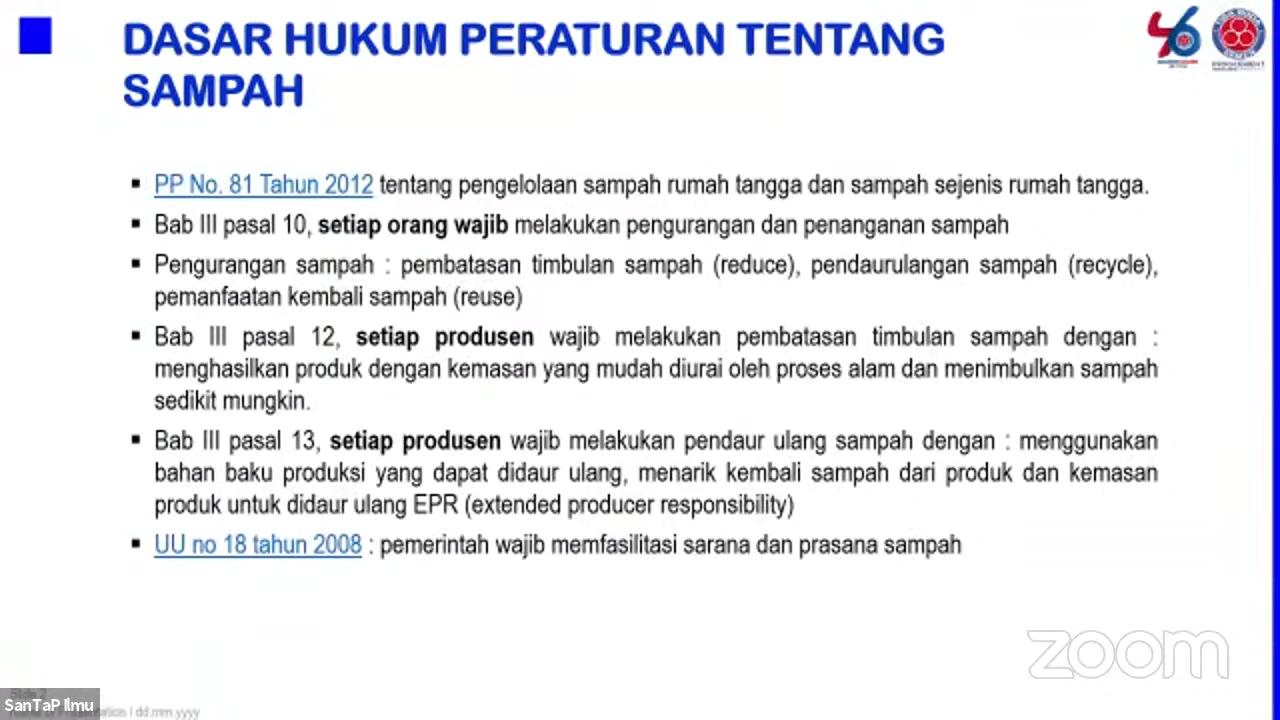 DASAR HUKUM PERATURAN TENTANG
SAMPAH
46
▪ PP No. 81 Tahun 2012 tentang pengelolaan sampah rumah tangga dan sampah sejenis rumah tangga.
▪ Bab III pasal 10, setiap orang wajib melakukan pengurangan dan penanganan sampah
▪ Pengurangan sampah : pembatasan timbulan sampah (reduce), pendaurulangan sampah (recycle),
pemanfaatan kembali sampah (reuse)
▪ Bab III pasal 12, setiap produsen wajib melakukan pembatasan timbulan sampah dengan :
menghasilkan produk dengan kemasan yang mudah diurai oleh proses alam dan menimbulkan sampah
sedikit mungkin.
▪ Bab III pasal 13, setiap produsen wajib melakukan pendaur ulang sampah dengan : menggunakan
bahan baku produksi yang dapat didaur ulang, menarik kembali sampah dari produk dan kemasan
produk untuk didaur ulang EPR (extended producer responsibility)
▪ UU no 18 tahun 2008 : pemerintah wajib memfasilitasi sarana dan prasana sampah
zoom
SanTaP Ilmu
dd.mm.yyyy